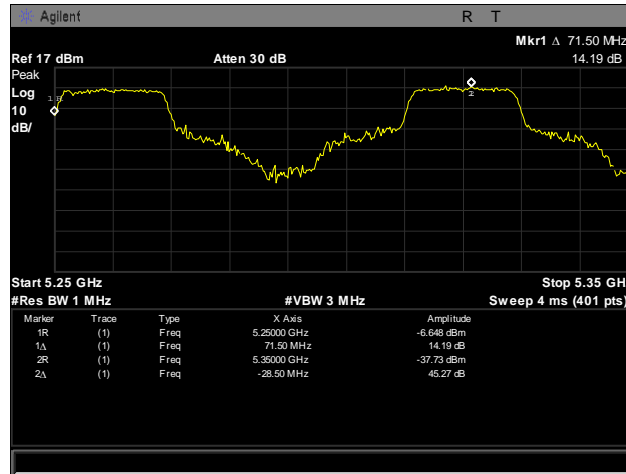 Agilent R T
Mkr1 Δ 71.50 MHz
Ref 17 dBm Atten 30 dB 14.19 dB
Peak
Log
10
dB/
1R
2
Start 5.25 GHz Stop 5.35 GH
#Res BW 1 MHz #VBW 3 MHz Sweep 4 ms (401 pts)
Marker Trace Type X Axis Amplitude
1R (1) Freq 5.25000 GHz -6.648 dBm
1Δ (1) Freq 71.50 MHz 14.19 dB
2R (1) Freq 5.35000 GHz -37.73 dBm
2Δ (1) Freq -28.50 MHz 45.27 dB